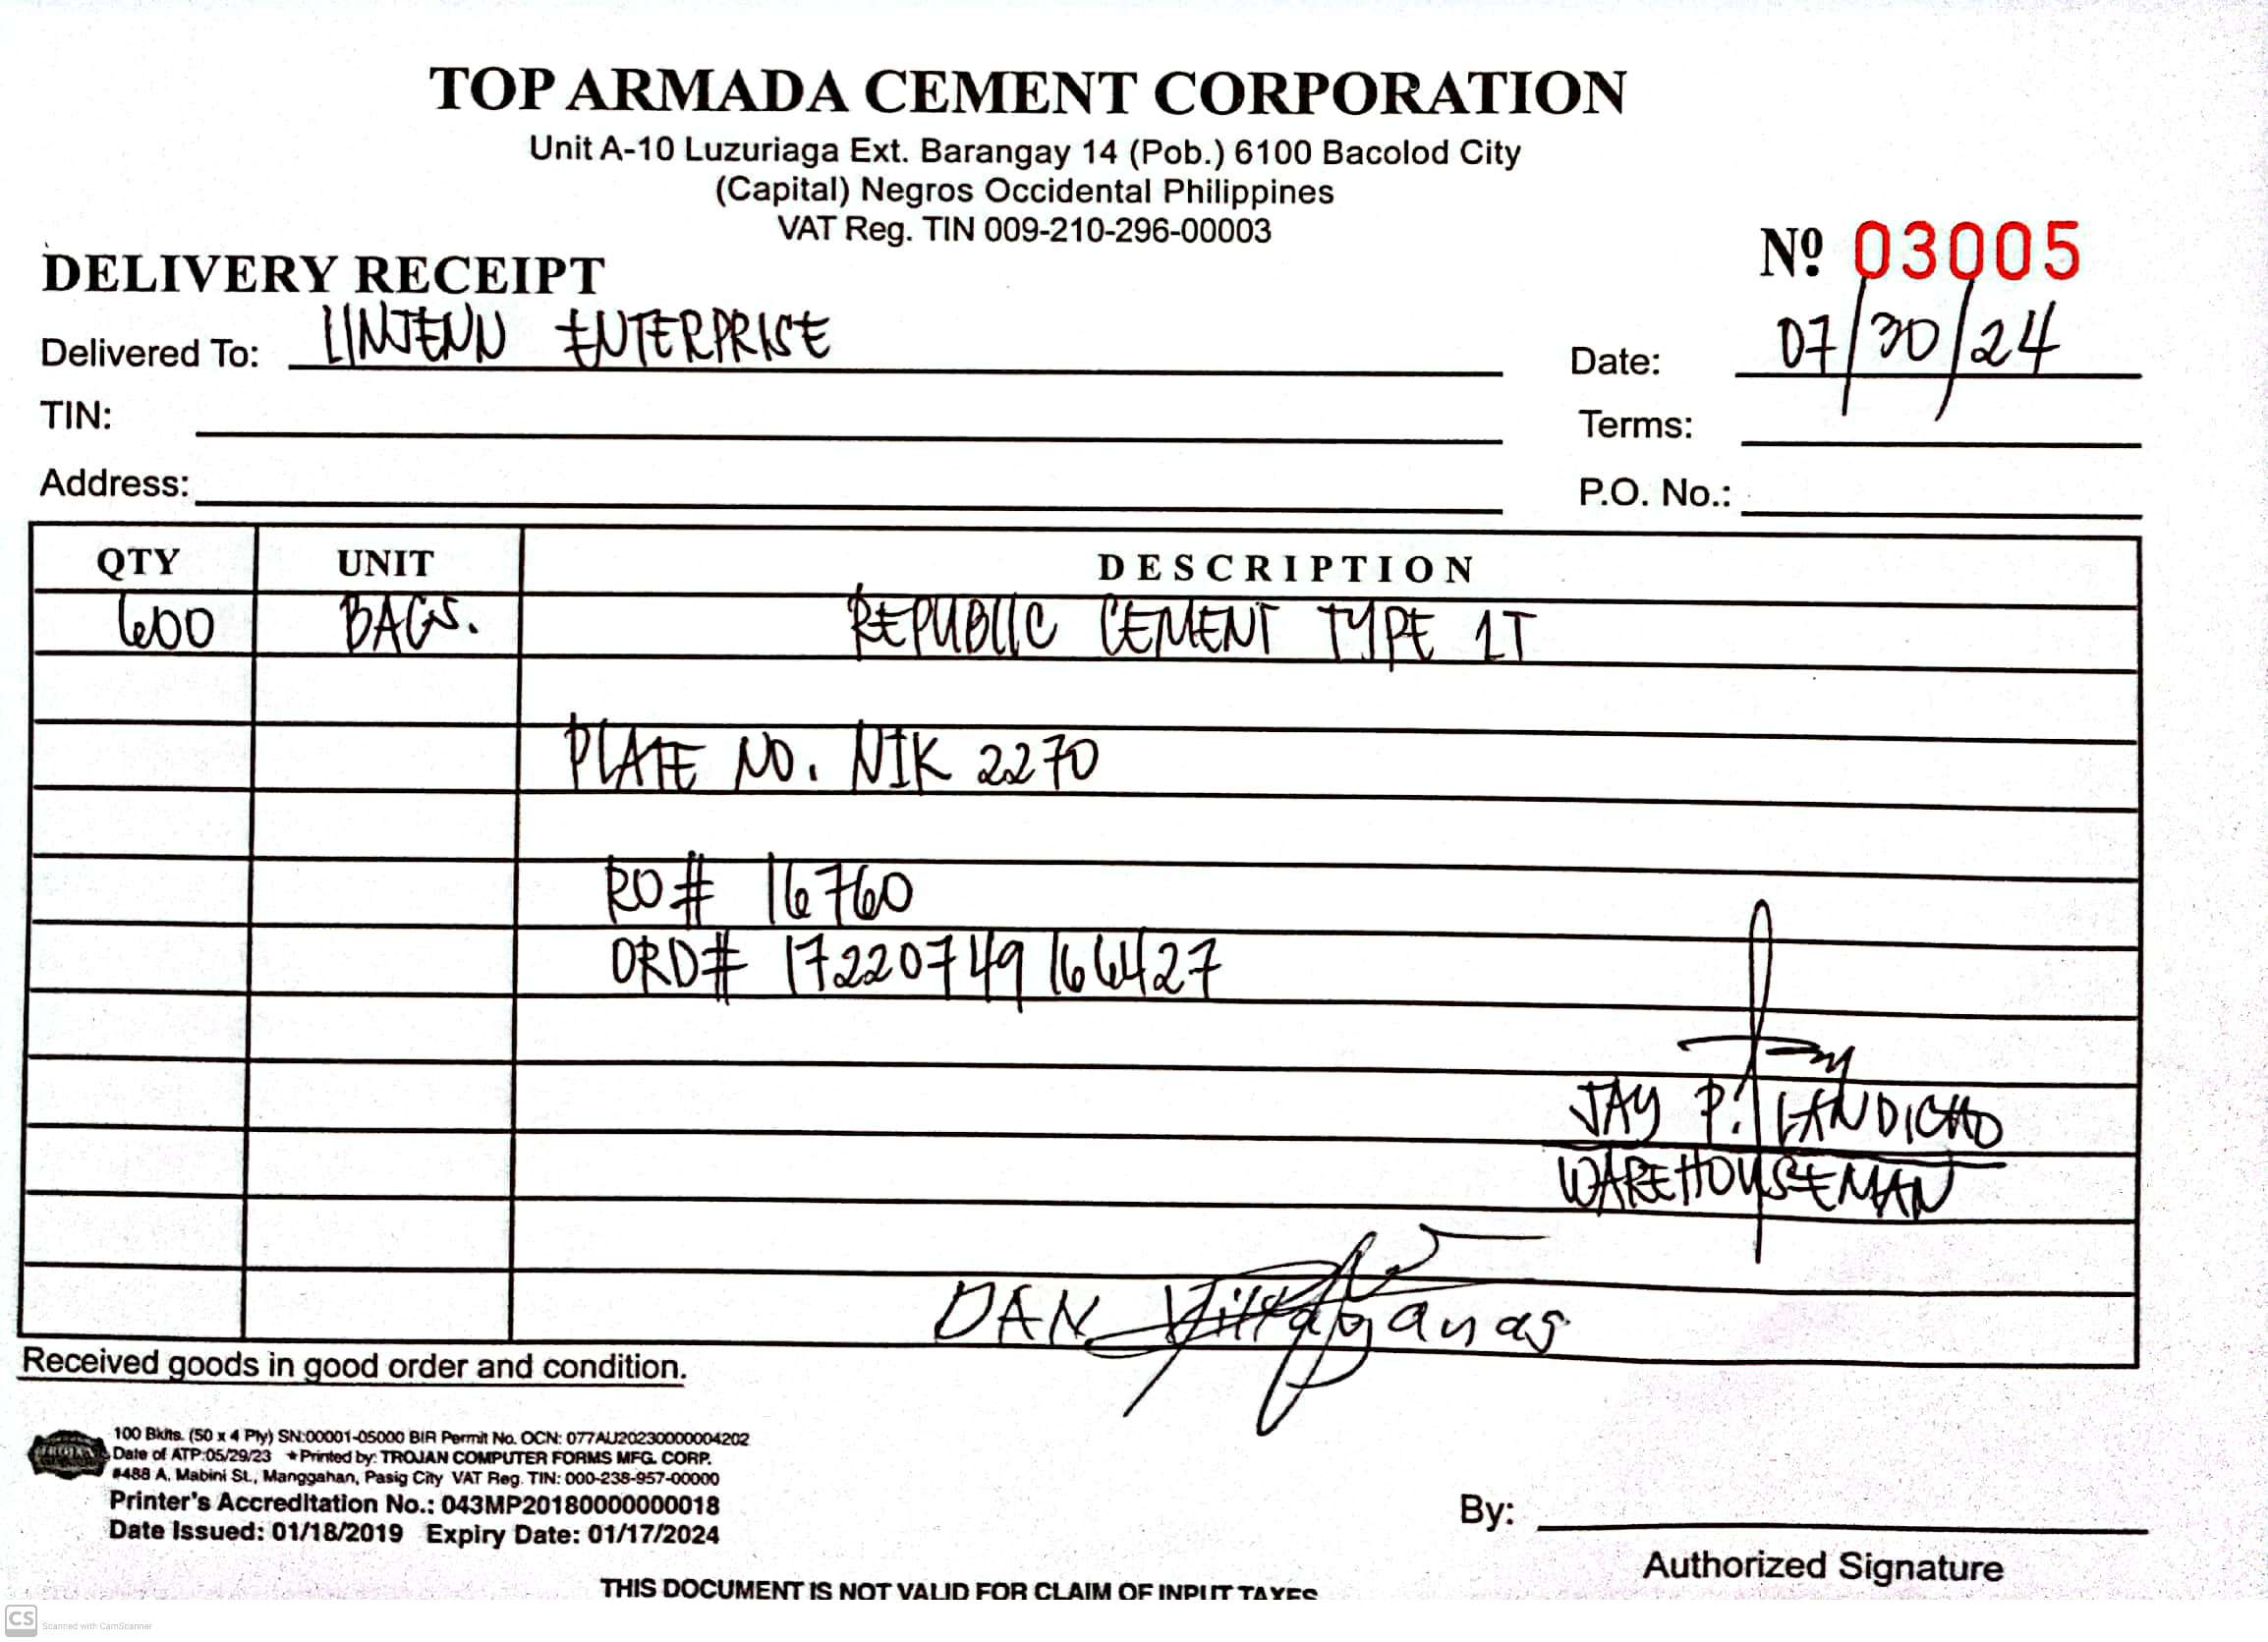 TOP ARMADA CEMENT CORPORATION
Unit A-10 Luzuriaga Ext. Barangay 14 (Pob.) 6100 Bacolod City
(Capital) Negros Occidental Philippines
VAT Reg. TIN 009-210-296-00003
Nº 03005
DELIVERY RECEIPT
Delivered To: LINJENN ENTERPRISE
Date: 07/30/24
TIN:
Terms:
Address:
P.O. No.:
QTY UNIT DESCRIPTION
600 BAGS. REPUBLIC CEMENT TYPE 1T
PLATE NO. NIK 2270
RO# 16760
ORD# 1722074916427
JAY P. LANDICHO
WAREHOUSEMAN
DAN
Received goods in good order and condition.
100 Bklts. (50 x 4 Ply) SN:00001-05000 BIR Permit No. OCN: 077AU20230000004202
Date of ATP:05/29/23 ★Printed by: TROJAN COMPUTER FORMS MFG. CORP.
#488 A. Mabini St., Manggahan, Pasig City VAT Reg. TIN: 000-238-957-00000
Printer's Accreditation No.: 043MP20180000000018
Date Issued: 01/18/2019 Expiry Date: 01/17/2024
By:
Authorized Signature
THIS DOCUMENT IS NOT VALID FOR CLAIM OF INPUT TAXES
CS Scanned with CamScanner